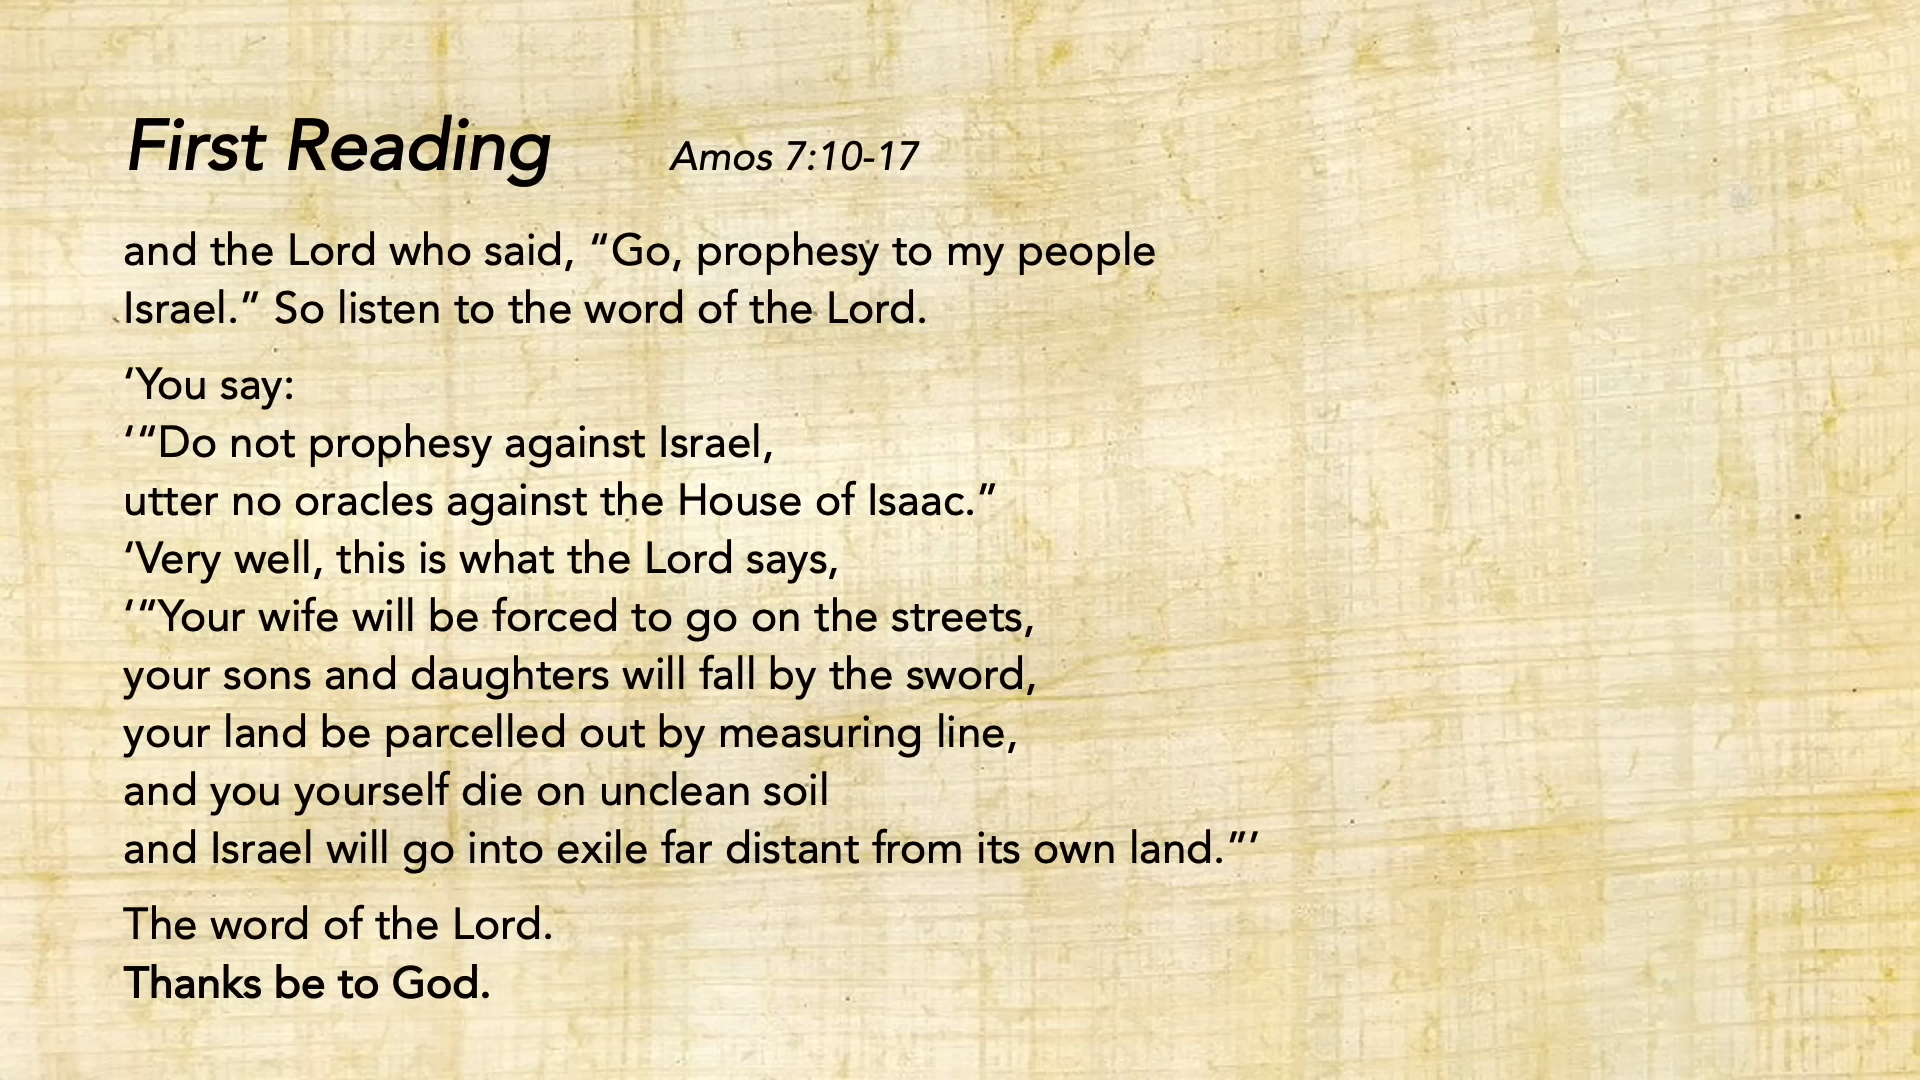 First Reading Amos 7:10-17
and the Lord who said, “Go, prophesy to my people
Israel.” So listen to the word of the Lord.
‘You say:
‘“Do not prophesy against Israel,
utter no oracles against the House of Isaac.”
‘Very well, this is what the Lord says,
‘“Your wife will be forced to go on the streets,
your sons and daughters will fall by the sword,
your land be parcelled out by measuring line,
and you yourself die on unclean soil
and Israel will go into exile far distant from its own land.”’
The word of the Lord.
Thanks be to God.